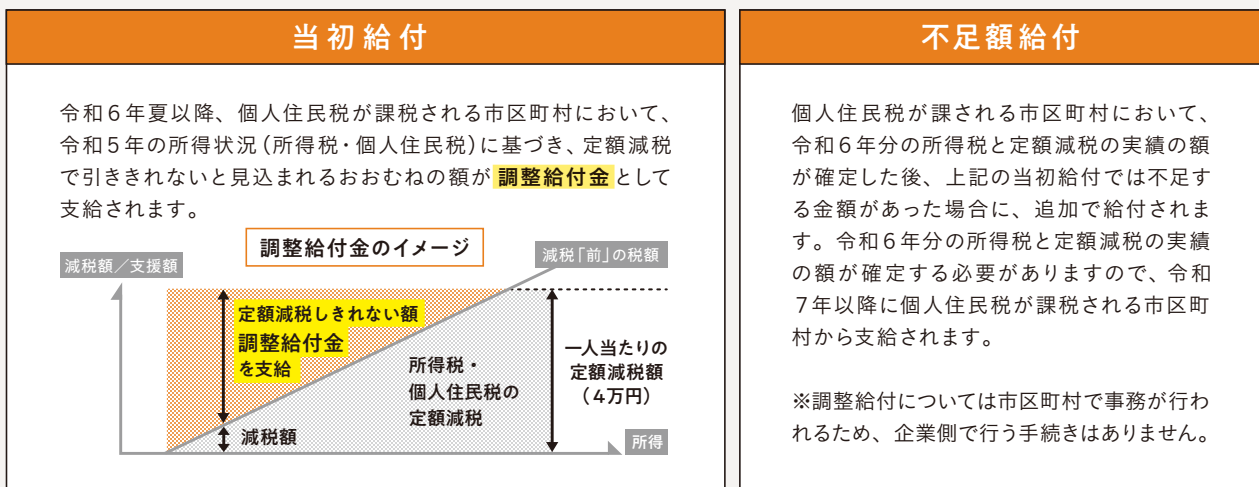 当初給付
令和６年夏以降、個人住民税が課税される市区町村において、
令和５年の所得状況（所得税・個人住民税）に基づき、定額減税
で引ききれないと見込まれるおおむねの額が調整給付金として
支給されます。
調整給付金のイメージ
減税額／支援額
減税「前」の税額
定額減税しきれない額
調整給付金
を支給
所得税・
個人住民税の
定額減税
一人当たりの
定額減税額
（４万円）
減税額
所得
不足額給付
個人住民税が課される市区町村において、
令和６年分の所得税と定額減税の実績の額
が確定した後、上記の当初給付では不足す
る金額があった場合に、追加で給付されま
す。令和６年分の所得税と定額減税の実績
の額が確定する必要がありますので、令和
７年以降に個人住民税が課税される市区町
村から支給されます。
※調整給付については市区町村で事務が行わ
れるため、企業側で行う手続きはありません。